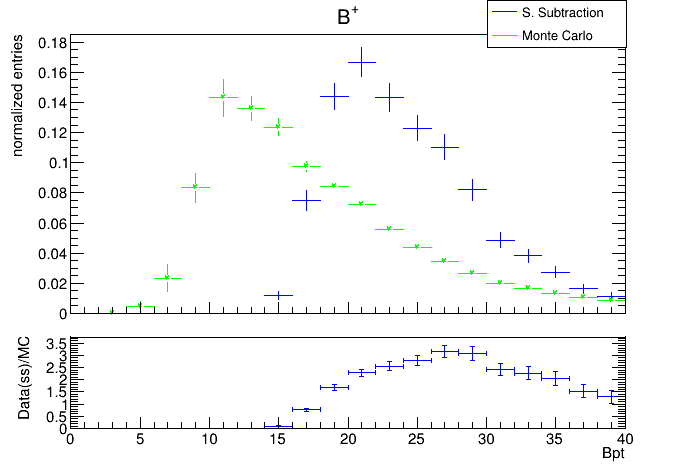 B+
S. Subtraction
Monte Carlo
normalized entries
0.18
0.16
0.14
0.12
0.1
0.08
0.06
0.04
0.02
0
Data(ss)/MC
3.5
3
2.5
2
1.5
1
0.5
0
0 5 10 15 20 25 30 35 40
Bpt